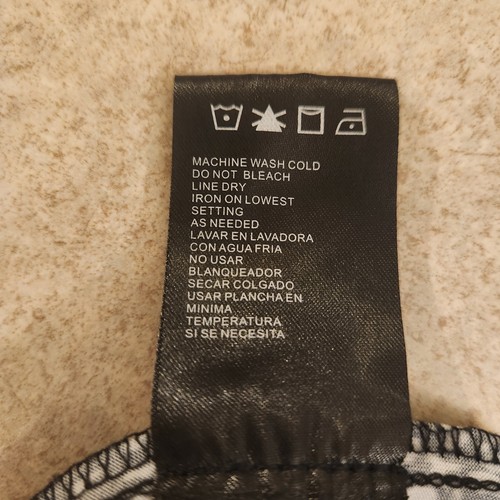 MACHINE WASH COLD
DO NOT BLEACH
LINE DRY
IRON ON LOWEST
SETTING
AS NEEDED
LAVAR EN LAVADORA
CON AGUA FRIA
NO USAR
BLANQUEADOR
SECAR COLGADO
USAR PLANCHA EN
MINIMA
TEMPERATURA
SI SE NECESITA